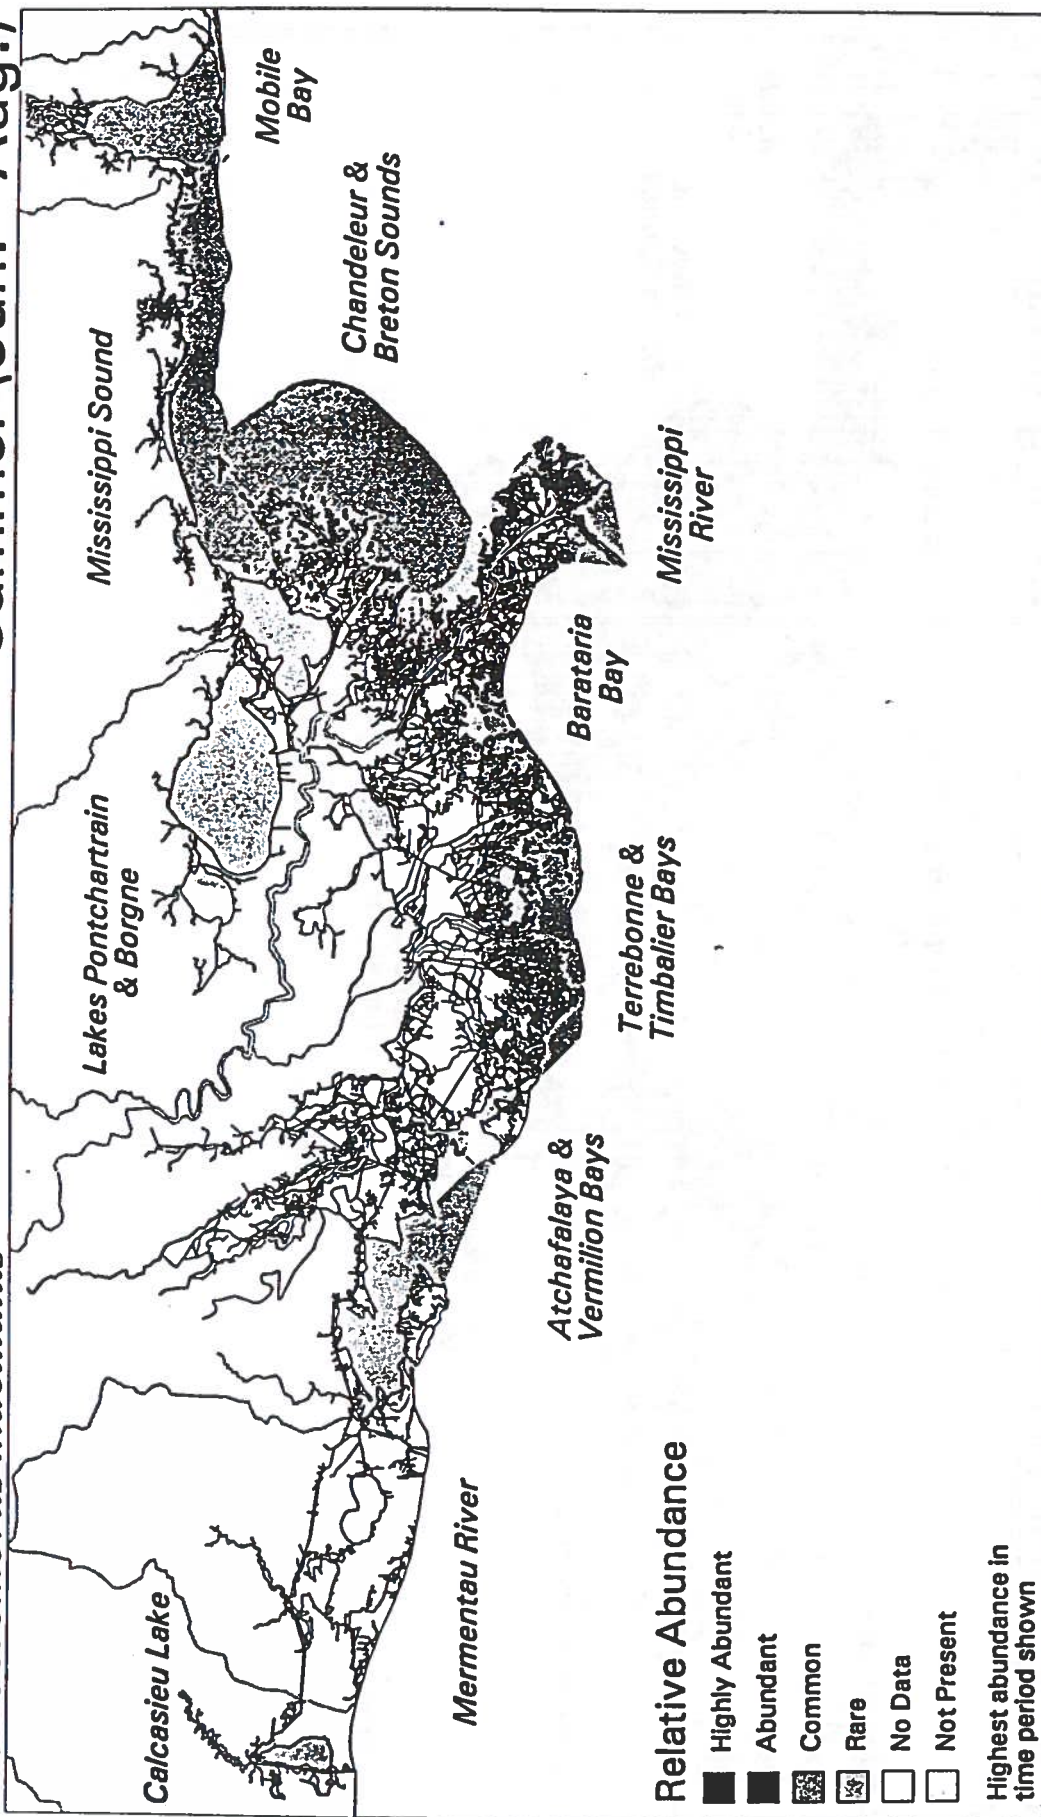 Mobile
Bay
Chandeleur &
Breton Sounds
Mississippi Sound
Mississippi
River
Barataria
Bay
Lakes Pontchartrain
& Borgne
Terrebonne &
Timbalier Bays
Atchafalaya &
Vermilion Bays
Mermentau River
Calcasieu Lake
Relative Abundance
Highly Abundant
Abundant
Common
Rare
No Data
Not Present
Highest abundance in
time period shown